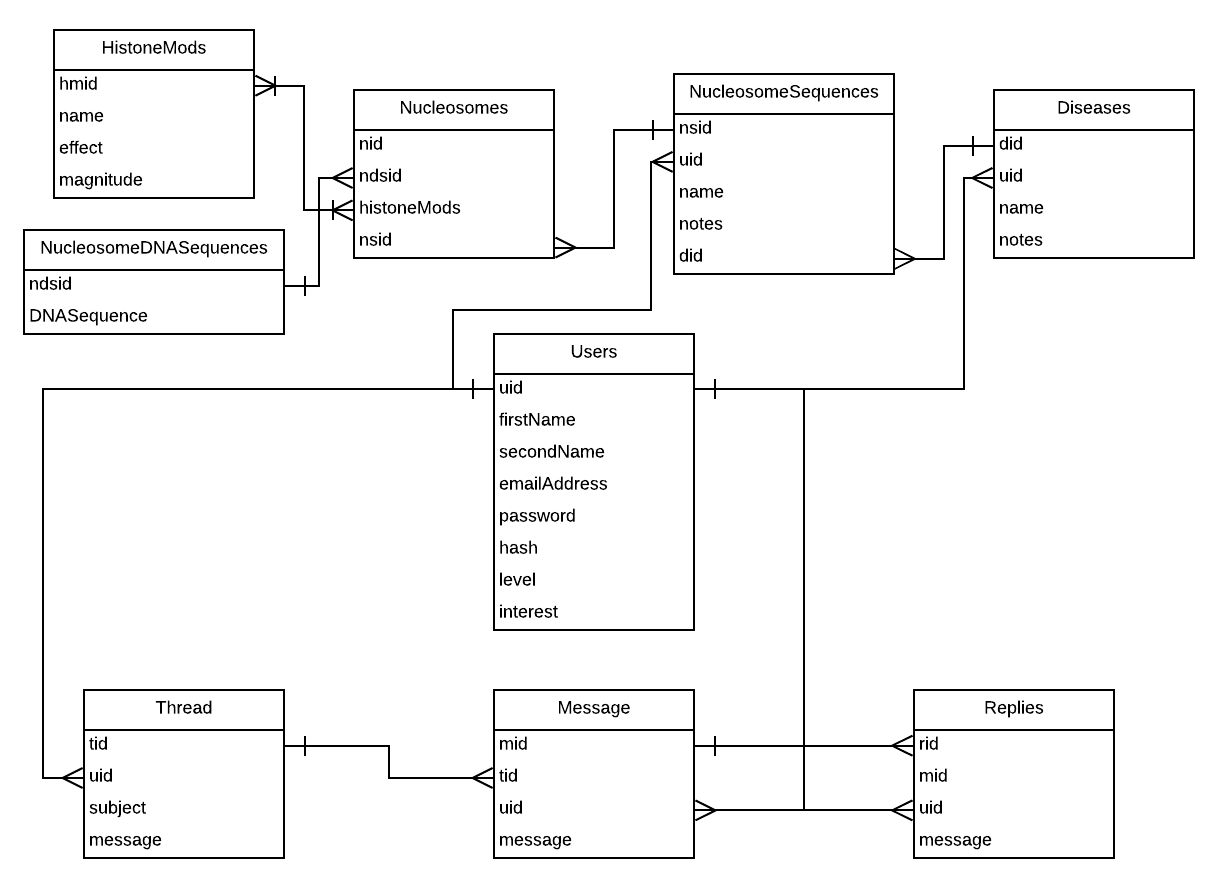 HistoneMods
hmid
name
effect
magnitude
NucleosomeDNASequences
ndsid
DNASequence
Nucleosomes
nid
ndsid
histoneMods
nsid
NucleosomeSequences
nsid
uid
name
notes
did
Diseases
did
uid
name
notes
Users
uid
firstName
secondName
emailAddress
password
hash
level
interest
Thread
tid
uid
subject
message
Message
mid
tid
uid
message
Replies
rid
mid
uid
message